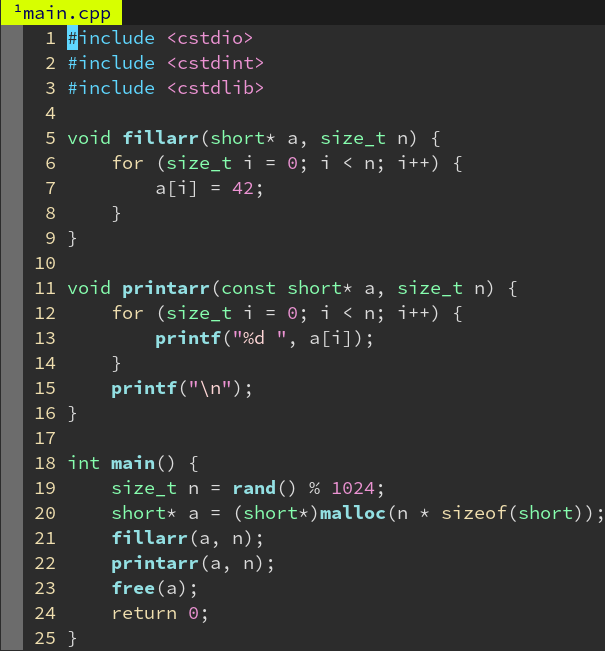 ¹main.cpp
1 #include <cstdio>
2 #include <cstdint>
3 #include <cstdlib>
4
5 void fillarr(short* a, size_t n) {
6     for (size_t i = 0; i < n; i++) {
7         a[i] = 42;
8     }
9 }
10
11 void printarr(const short* a, size_t n) {
12     for (size_t i = 0; i < n; i++) {
13         printf("%d ", a[i]);
14     }
15     printf("\n");
16 }
17
18 int main() {
19     size_t n = rand() % 1024;
20     short* a = (short*)malloc(n * sizeof(short));
21     fillarr(a, n);
22     printarr(a, n);
23     free(a);
24     return 0;
25 }